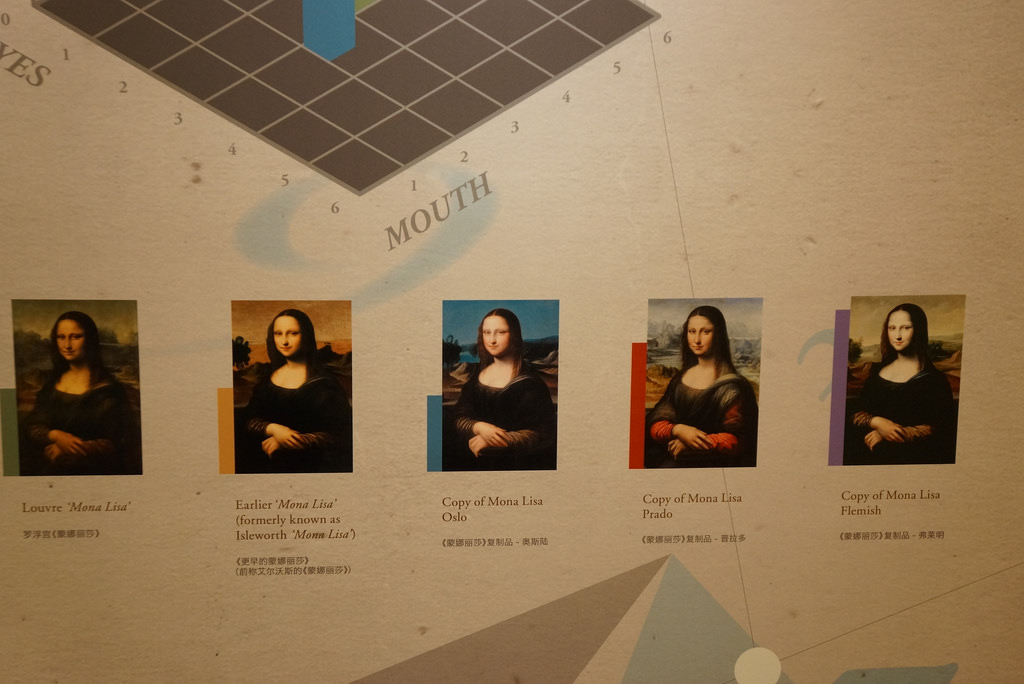 0
1
2
3
4
5
6
YES
6
5
4
3
2
1
MOUTH
Louvre ‘Mona Lisa’
罗浮宫《蒙娜丽莎》
Earlier ‘Mona Lisa’
(formerly known as
Isleworth ‘Mona Lisa’)
《更早的蒙娜丽莎》
（前称艾尔沃斯的《蒙娜丽莎》）
Copy of Mona Lisa
Oslo
《蒙娜丽莎》复制品 - 奥斯陆
Copy of Mona Lisa
Prado
《蒙娜丽莎》复制品 - 普拉多
Copy of Mona Lisa
Flemish
《蒙娜丽莎》复制品 - 弗莱明